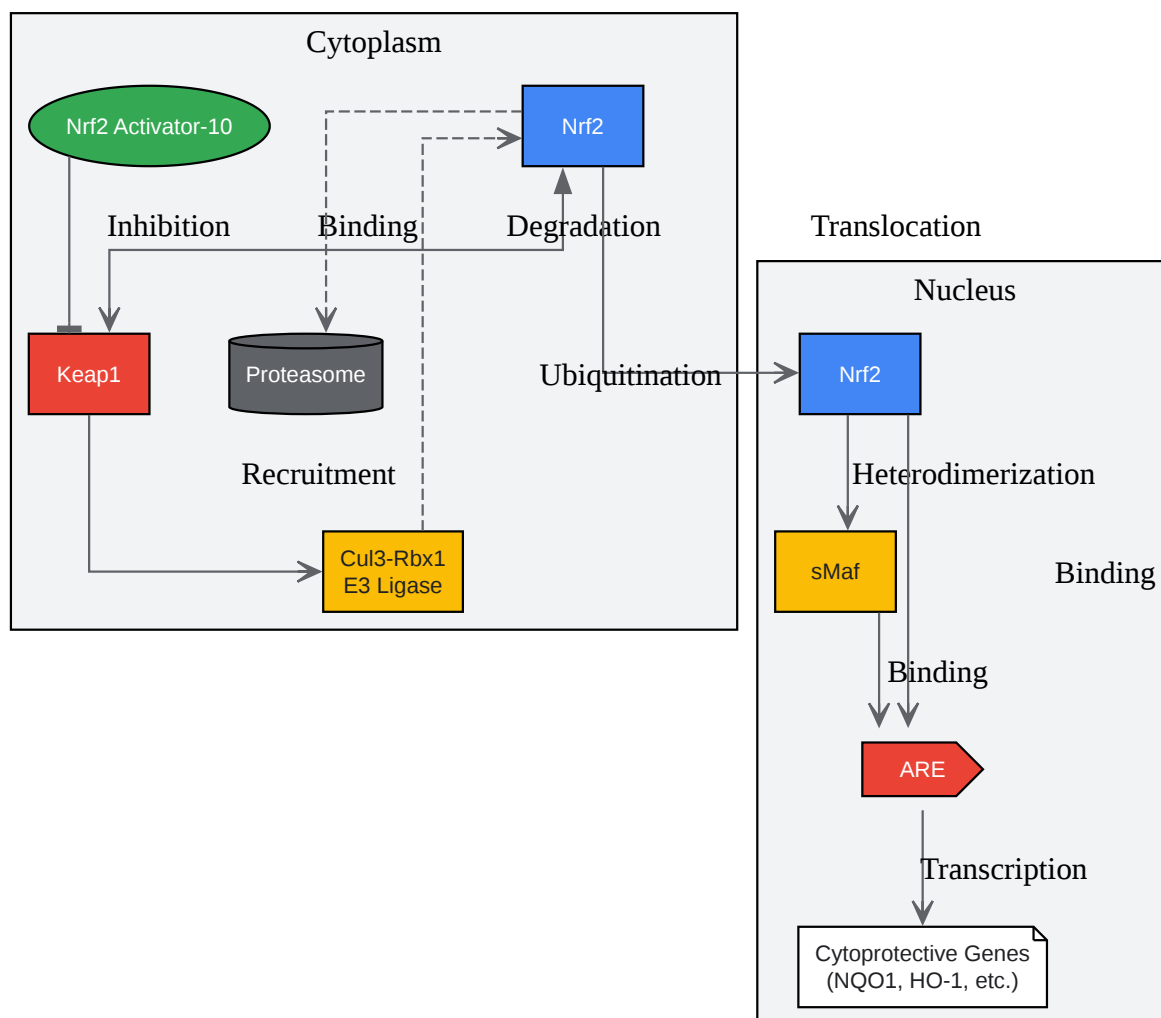 Cytoplasm
Nrf2 Activator-10
Nrf2
Inhibition
Binding
Degradation
Translocation
Nucleus
Keap1
Proteasome
Ubiquitination
Nrf2
Recruitment
Heterodimerization
Cul3-Rbx1
E3 Ligase
sMaf
Binding
Binding
ARE
Transcription
Cytoprotective Genes
(NQO1, HO-1, etc.)